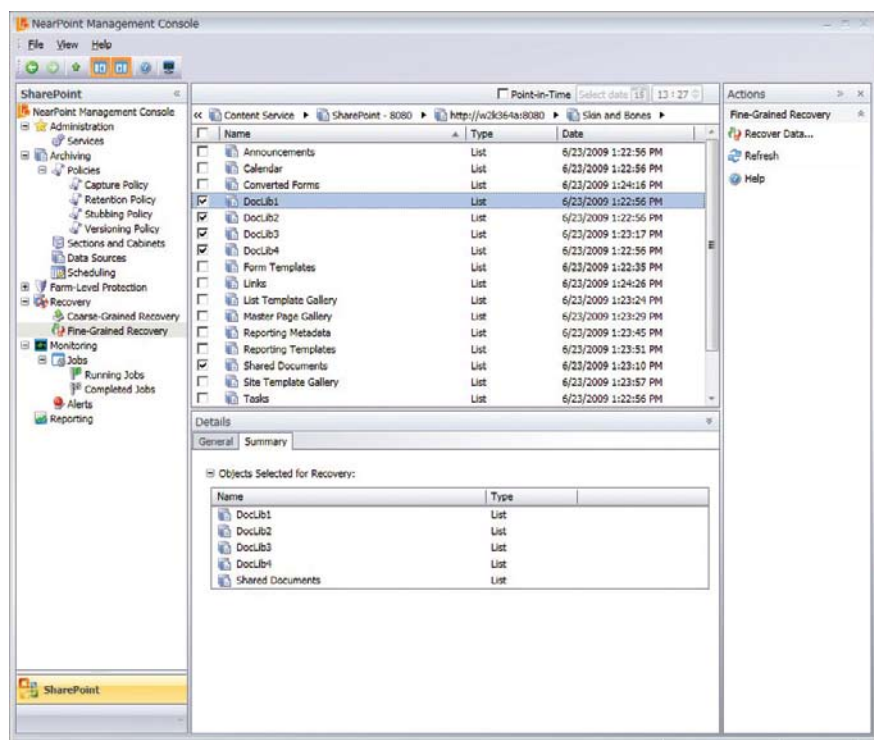 NearPoint Management Console
File View Help
SharePoint «
NearPoint Management Console
Administration
Services
Archiving
Policies
Capture Policy
Retention Policy
Stubbing Policy
Versioning Policy
Sections and Cabinets
Data Sources
Scheduling
Farm-Level Protection
Recovery
Coarse-Grained Recovery
Fine-Grained Recovery
Monitoring
Jobs
Running Jobs
Completed Jobs
Alerts
Reporting
SharePoint
Point-in-Time Select date 15 13:27
« Content Service SharePoint - 8080 http://w2k364a:8080 Skin and Bones
Name Type Date
Announcements List 6/23/2009 1:22:56 PM
Calendar List 6/23/2009 1:22:56 PM
Converted Forms List 6/23/2009 1:24:16 PM
DocLib1 List 6/23/2009 1:22:56 PM
DocLib2 List 6/23/2009 1:22:56 PM
DocLib3 List 6/23/2009 1:23:17 PM
DocLib4 List 6/23/2009 1:22:56 PM
Form Templates List 6/23/2009 1:22:35 PM
Links List 6/23/2009 1:24:26 PM
List Template Gallery List 6/23/2009 1:23:24 PM
Master Page Gallery List 6/23/2009 1:23:29 PM
Reporting Metadata List 6/23/2009 1:23:45 PM
Reporting Templates List 6/23/2009 1:23:51 PM
Shared Documents List 6/23/2009 1:23:10 PM
Site Template Gallery List 6/23/2009 1:23:57 PM
Tasks List 6/23/2009 1:22:56 PM
Details
General Summary
Objects Selected for Recovery:
Name Type
DocLib1 List
DocLib2 List
DocLib3 List
DocLib4 List
Shared Documents List
Actions » ×
Fine-Grained Recovery
Recover Data...
Refresh
Help